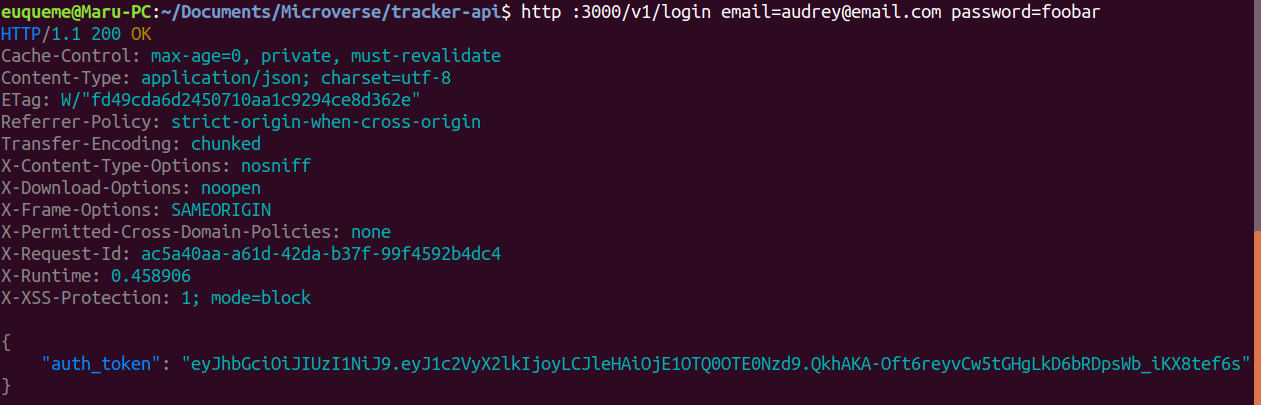 euqueme@Maru-PC:~/Documents/Microverse/tracker-api$ http :3000/v1/login email=audrey@email.com password=foobar
HTTP/1.1 200 OK
Cache-Control: max-age=0, private, must-revalidate
Content-Type: application/json; charset=utf-8
ETag: W/"fd49cda6d2450710aa1c9294ce8d362e"
Referrer-Policy: strict-origin-when-cross-origin
Transfer-Encoding: chunked
X-Content-Type-Options: nosniff
X-Download-Options: noopen
X-Frame-Options: SAMEORIGIN
X-Permitted-Cross-Domain-Policies: none
X-Request-Id: ac5a40aa-a61d-42da-b37f-99f4592b4dc4
X-Runtime: 0.458906
X-XSS-Protection: 1; mode=block
{
"auth_token": "eyJhbGciOiJIUzI1NiJ9.eyJ1c2VyX2lkIjoyLCJleHAiOjE1OTQ0OTE0Nzd9.QkhAKA-Oft6reyvCw5tGHgLkD6bRDpsWb_iKX8tef6s"
}